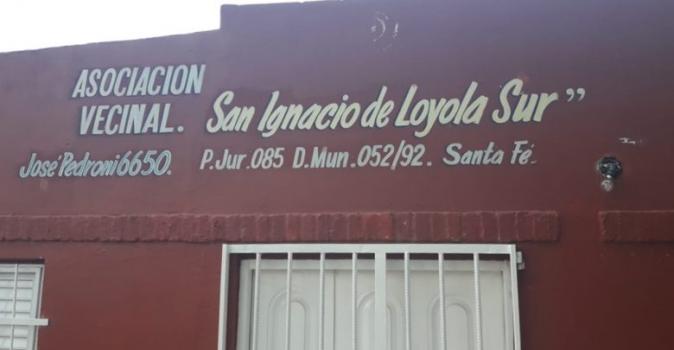 ASOCIACION
VECINAL. San Ignacio de Loyola Sur”
José Pedroni 6650. P.Jur.085 D.Mun.052/92. Santa Fé